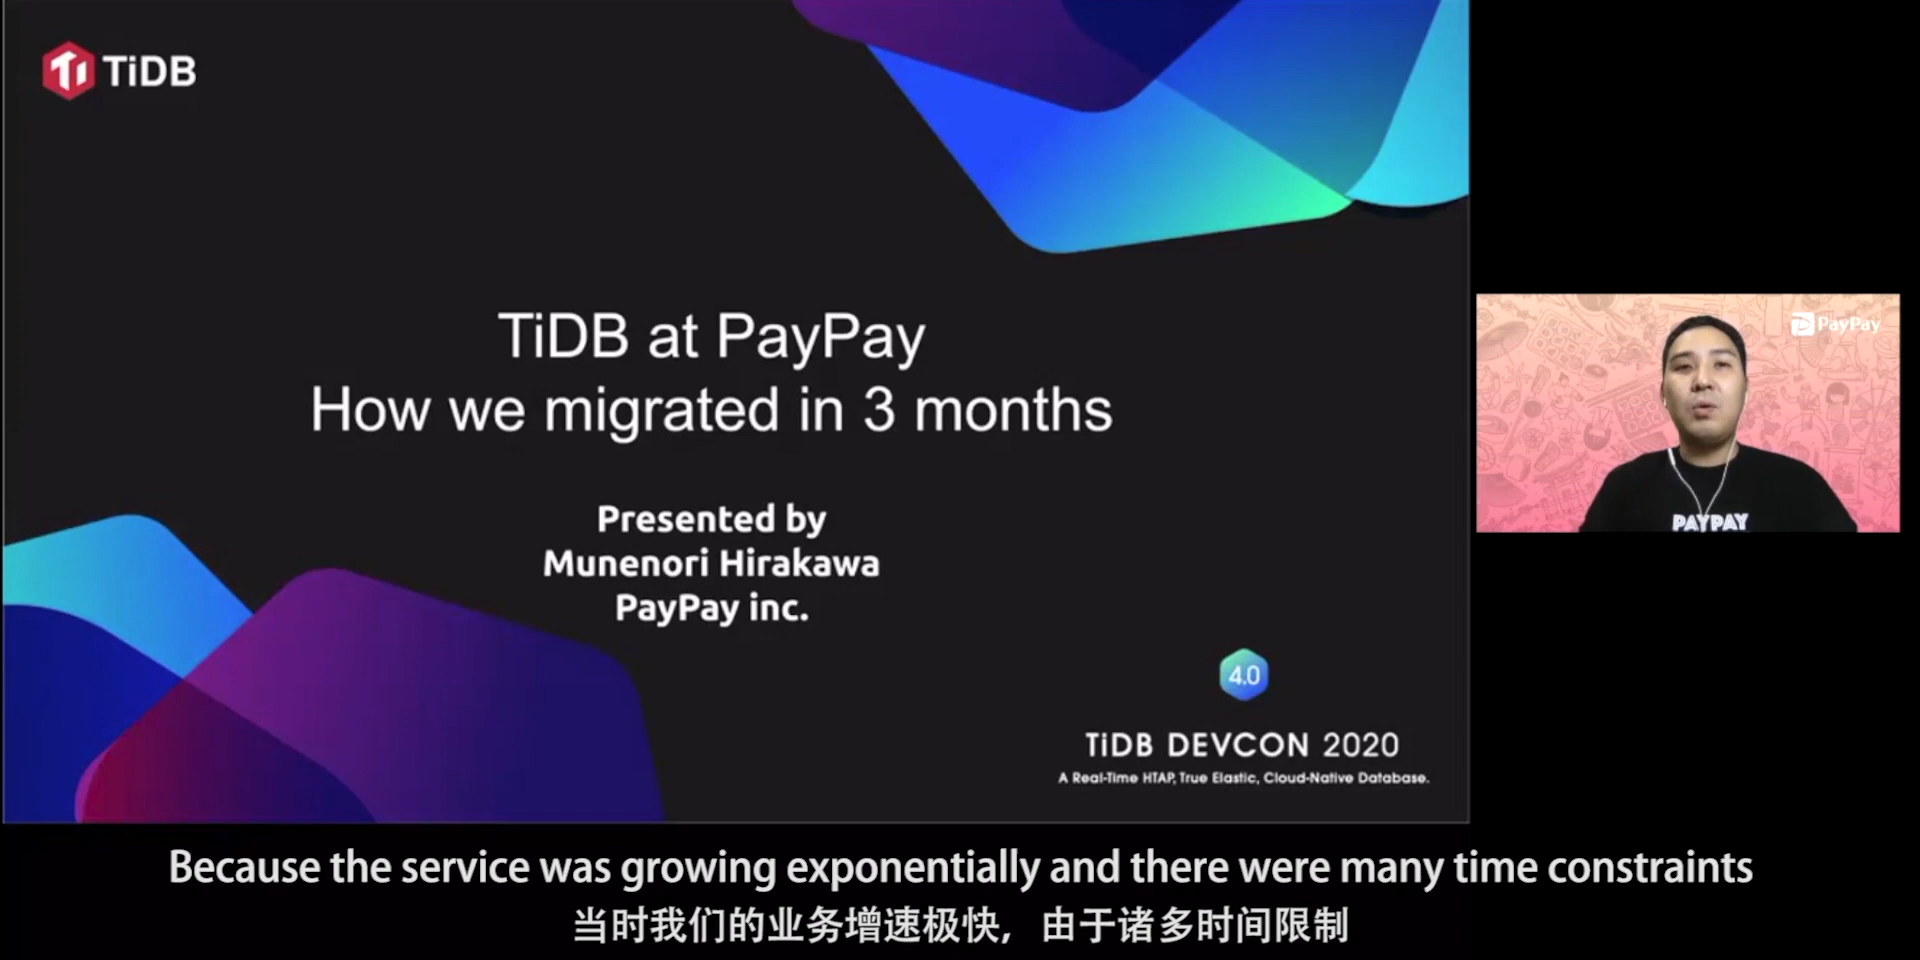 TiDB
TiDB at PayPay
How we migrated in 3 months
Presented by
Munenori Hirakawa
PayPay inc.
4.0
TiDB DEVCON 2020
A Real-Time HTAP, True Elastic, Cloud-Native Database.
PayPay
PAYPAY
Because the service was growing exponentially and there were many time constraints
当时我们的业务增速极快，由于诸多时间限制